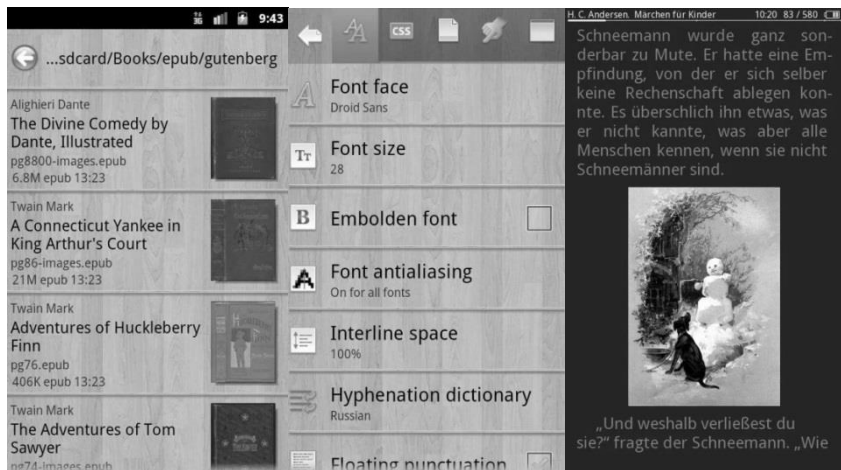 3G 9:43
...sdcard/Books/epub/gutenberg
Alighieri Dante
The Divine Comedy by
Dante, Illustrated
pg8800-images.epub
6.8M epub 13:23
Twain Mark
A Connecticut Yankee in
King Arthur's Court
pg86-images.epub
21M epub 13:23
Twain Mark
Adventures of Huckleberry
Finn
pg76.epub
406K epub 13:23
Twain Mark
The Adventures of Tom
Sawyer
pg74-images.epub
CSS
Font face
Droid Sans
Font size
28
Embolden font
Font antialiasing
On for all fonts
Interline space
100%
Hyphenation dictionary
Russian
Floating punctuation
H. C. Andersen. Märchen für Kinder 10:20 83 / 580
Schneemann wurde ganz son-
derbar zu Mute. Er hatte eine Em-
pfindung, von der er sich selber
keine Rechenschaft ablegen kon-
nte. Es überschlich ihn etwas, was
er nicht kannte, was aber alle
Menschen kennen, wenn sie nicht
Schneemänner sind.
„Und weshalb verließest du
sie?“ fragte der Schneemann. „Wie